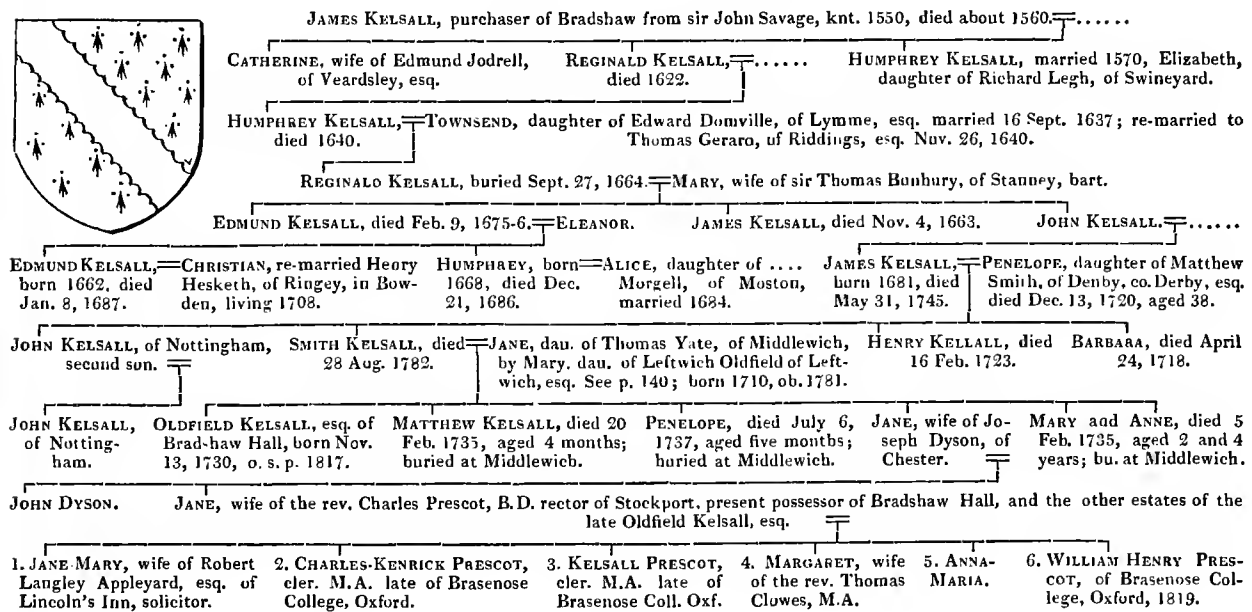 JAMES KELSALL, purchaser of Bradshaw from sir John Savage, knt. 1550, died about 1560.=......
CATHERINE, wife of Edmund Jodrell,
of Yeardsley, esq.
REGINALD KELSALL,=......
died 1622.
HUMPHREY KELSALL, married 1570, Elizabeth,
daughter of Richard Legh, of Swineyard.
HUMPHREY KELSALL,=TOWNSEND, daughter of Edward Domville, of Lymme, esq. married 16 Sept. 1637; re-married to
died 1640.
Thomas Gerard, of Riddings, esq. Nov. 26, 1640.
REGINALD KELSALL, buried Sept. 27, 1664.=MARY, wife of sir Thomas Bunbury, of Stanney, bart.
EDMUND KELSALL, died Feb. 9, 1675-6.=ELEANOR.
JAMES KELSALL, died Nov. 4, 1663.
JOHN KELSALL.=......
EDMUND KELSALL,=CHRISTIAN, re-married Henry
born 1662, died
Hesketh, of Ringey, in Bow-
Jan. 8, 1687.
den, living 1708.
HUMPHREY, born=ALICE, daughter of ....
1668, died Dec.
Morgell, of Moston,
21, 1686.
married 1684.
JAMES KELSALL,=PENELOPE, daughter of Matthew
born 1681, died
Smith, of Denby, co. Derby, esq.
May 31, 1745.
died Dec. 13, 1720, aged 38.
JOHN KELSALL, of Nottingham,
second son.
SMITH KELSALL, died=JANE, dau. of Thomas Yate, of Middlewich,
28 Aug. 1782.
by Mary, dau. of Leftwich Oldfield of Left-
wich, esq. See p. 140; born 1710, ob. 1781.
HENRY KELLALL, died
16 Feb. 1723.
BARBARA, died April
24, 1718.
JOHN KELSALL,
of Notting-
ham.
OLDFIELD KELSALL, esq. of
Bradshaw Hall, born Nov.
13, 1730, o. s. p. 1817.
MATTHEW KELSALL, died 20
Feb. 1735, aged 4 months;
buried at Middlewich.
PENELOPE, died July 6,
1737, aged five months;
buried at Middlewich.
JANE, wife of Jo-
seph Dyson, of
Chester.
MARY and ANNE, died 5
Feb. 1735, aged 2 and 4
years; bu. at Middlewich.
JOHN DYSON.
JANE, wife of the rev. Charles Prescot, B.D. rector of Stockport, present possessor of Bradshaw Hall, and the other estates of the
late Oldfield Kelsall, esq.
1. JANE MARY, wife of Robert
Langley Appleyard, esq. of
Lincoln's Inn, solicitor.
2. CHARLES-KENRICK PRESCOT,
cler. M.A. late of Brasenose
College, Oxford.
3. KELSALL PRESCOT,
cler. M.A. late of
Brasenose Coll. Oxf.
4. MARGARET, wife
of the rev. Thomas
Clowes, M.A.
5. ANNA-
MARIA.
6. WILLIAM HENRY PRES-
COT, of Brasenose Col-
lege, Oxford, 1819.